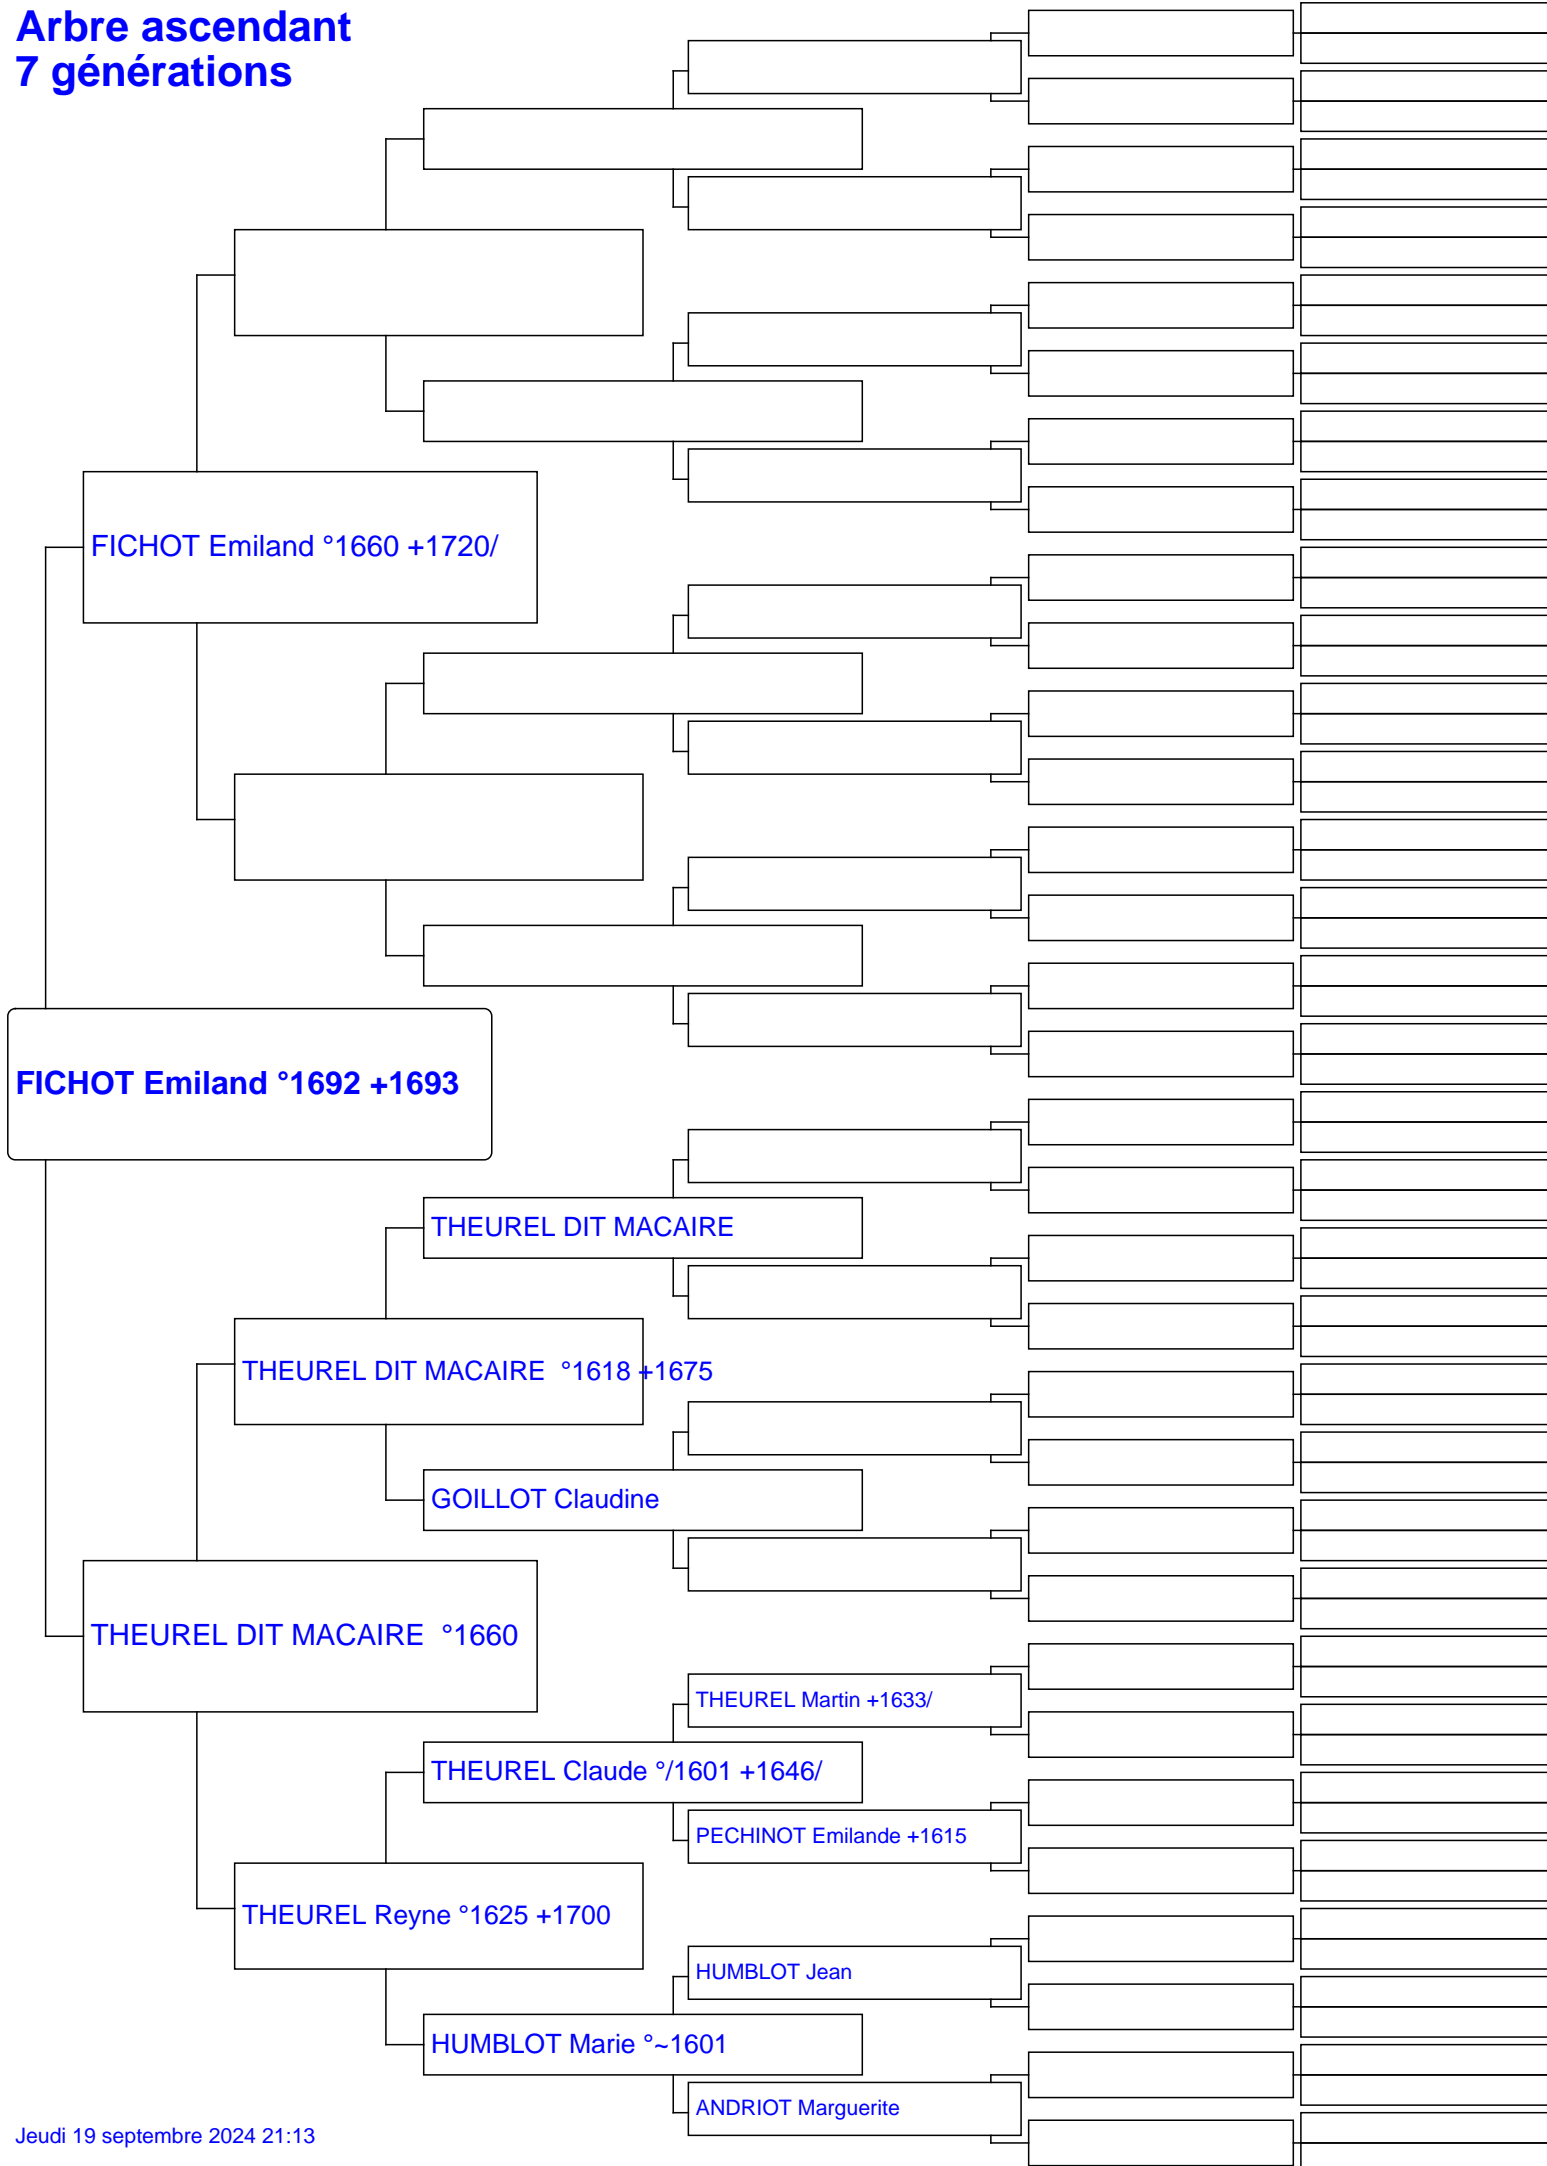 Arbre ascendant
7 générations
FICHOT Emiland °1660 +1720/
FICHOT Emiland °1692 +1693
THEUREL DIT MACAIRE
THEUREL DIT MACAIRE  °1618 +1675
GOILLOT Claudine
THEUREL DIT MACAIRE  °1660
THEUREL Martin +1633/
THEUREL Claude °/1601 +1646/
PECHINOT Emilande +1615
THEUREL Reyne °1625 +1700
HUMBLOT Jean
HUMBLOT Marie °~1601
ANDRIOT Marguerite
Jeudi 19 septembre 2024 21:13